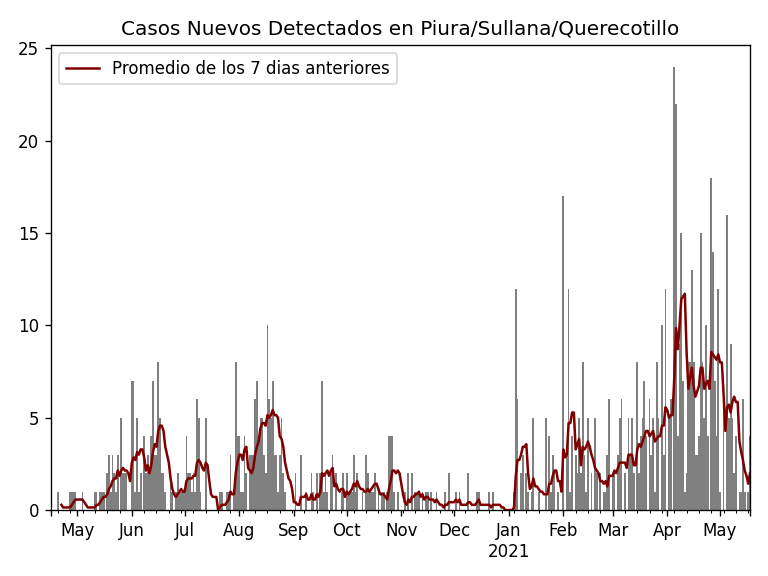 Casos Nuevos Detectados en Piura/Sullana/Querecotillo
Promedio de los 7 dias anteriores
25
20
15
10
5
0
May Jun Jul Aug Sep Oct Nov Dec Jan Feb Mar Apr May
2021